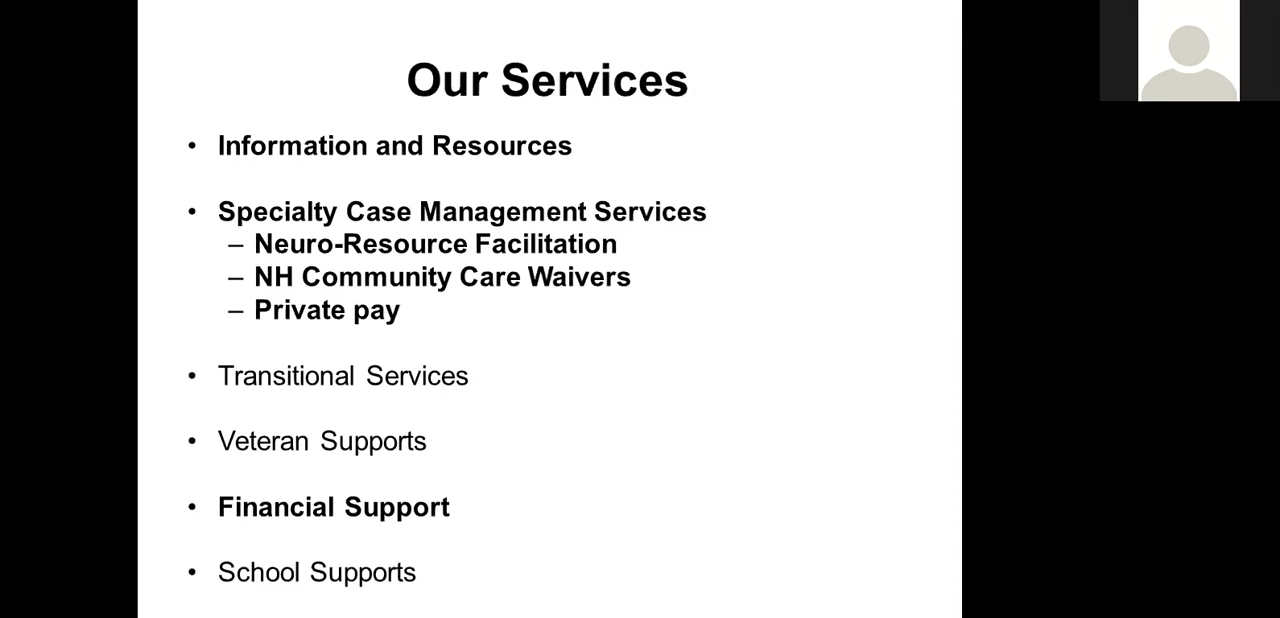 Our Services
• Information and Resources
• Specialty Case Management Services
– Neuro-Resource Facilitation
– NH Community Care Waivers
– Private pay
• Transitional Services
• Veteran Supports
• Financial Support
• School Supports